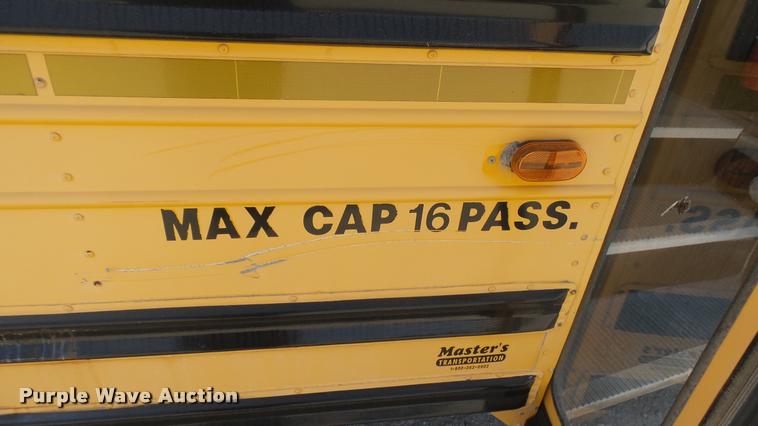 MAX CAP 16 PASS.
Master's
TRANSPORTATION
Purple Wave Auction